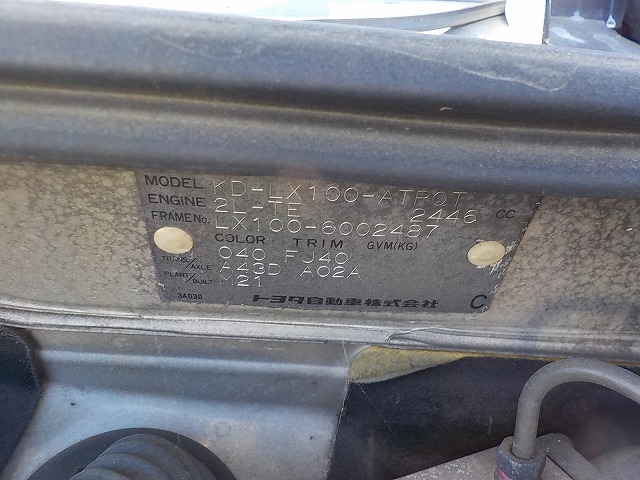 MODEL KD-LX100-ATPQT
ENGINE 2L-TE 2446 CC
FRAME No. LX100-6002487
COLOR TRIM GVM(KG)
040 FJ40
TRANS./AXLE A43D A02A
PLANT/BUILT M21
3A030 トヨタ自動車株式会社 C